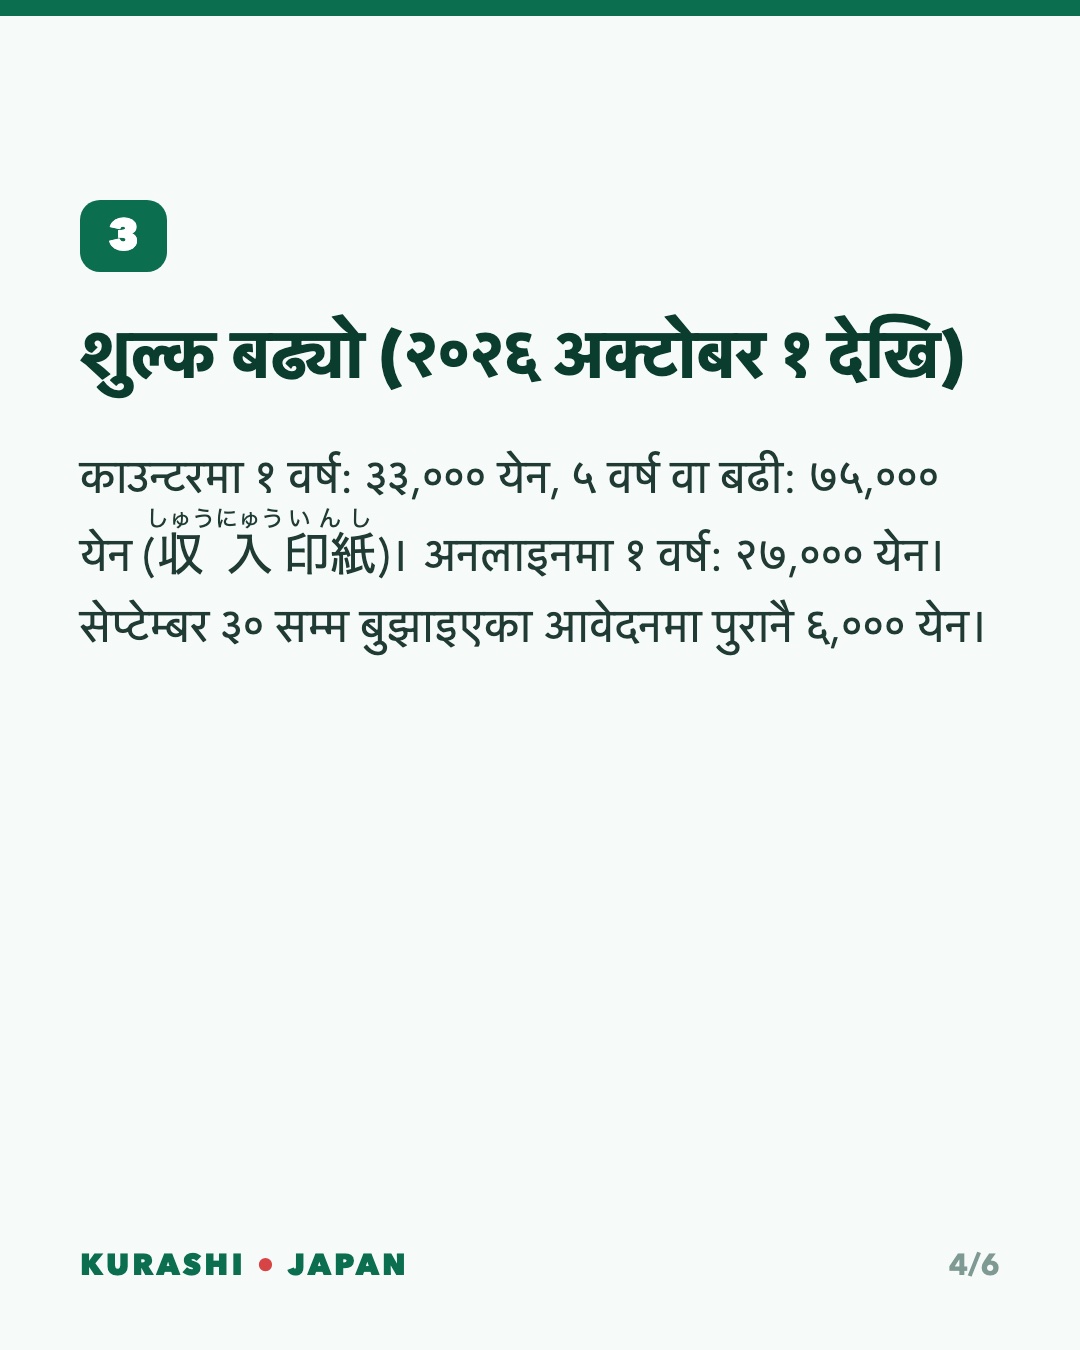 3
शुल्क बढ्यो (२०२६ अक्टोबर १ देखि)
काउन्टरमा १ वर्ष: ३३,००० येन, ५ वर्ष वा बढी: ७५,०००
しゅうにゅういんし
येन (収入印紙)। अनलाइनमा १ वर्ष: २७,००० येन।
सेप्टेम्बर ३० सम्म बुझाइएका आवेदनमा पुरानै ६,००० येन।
KURASHI • JAPAN
4/6